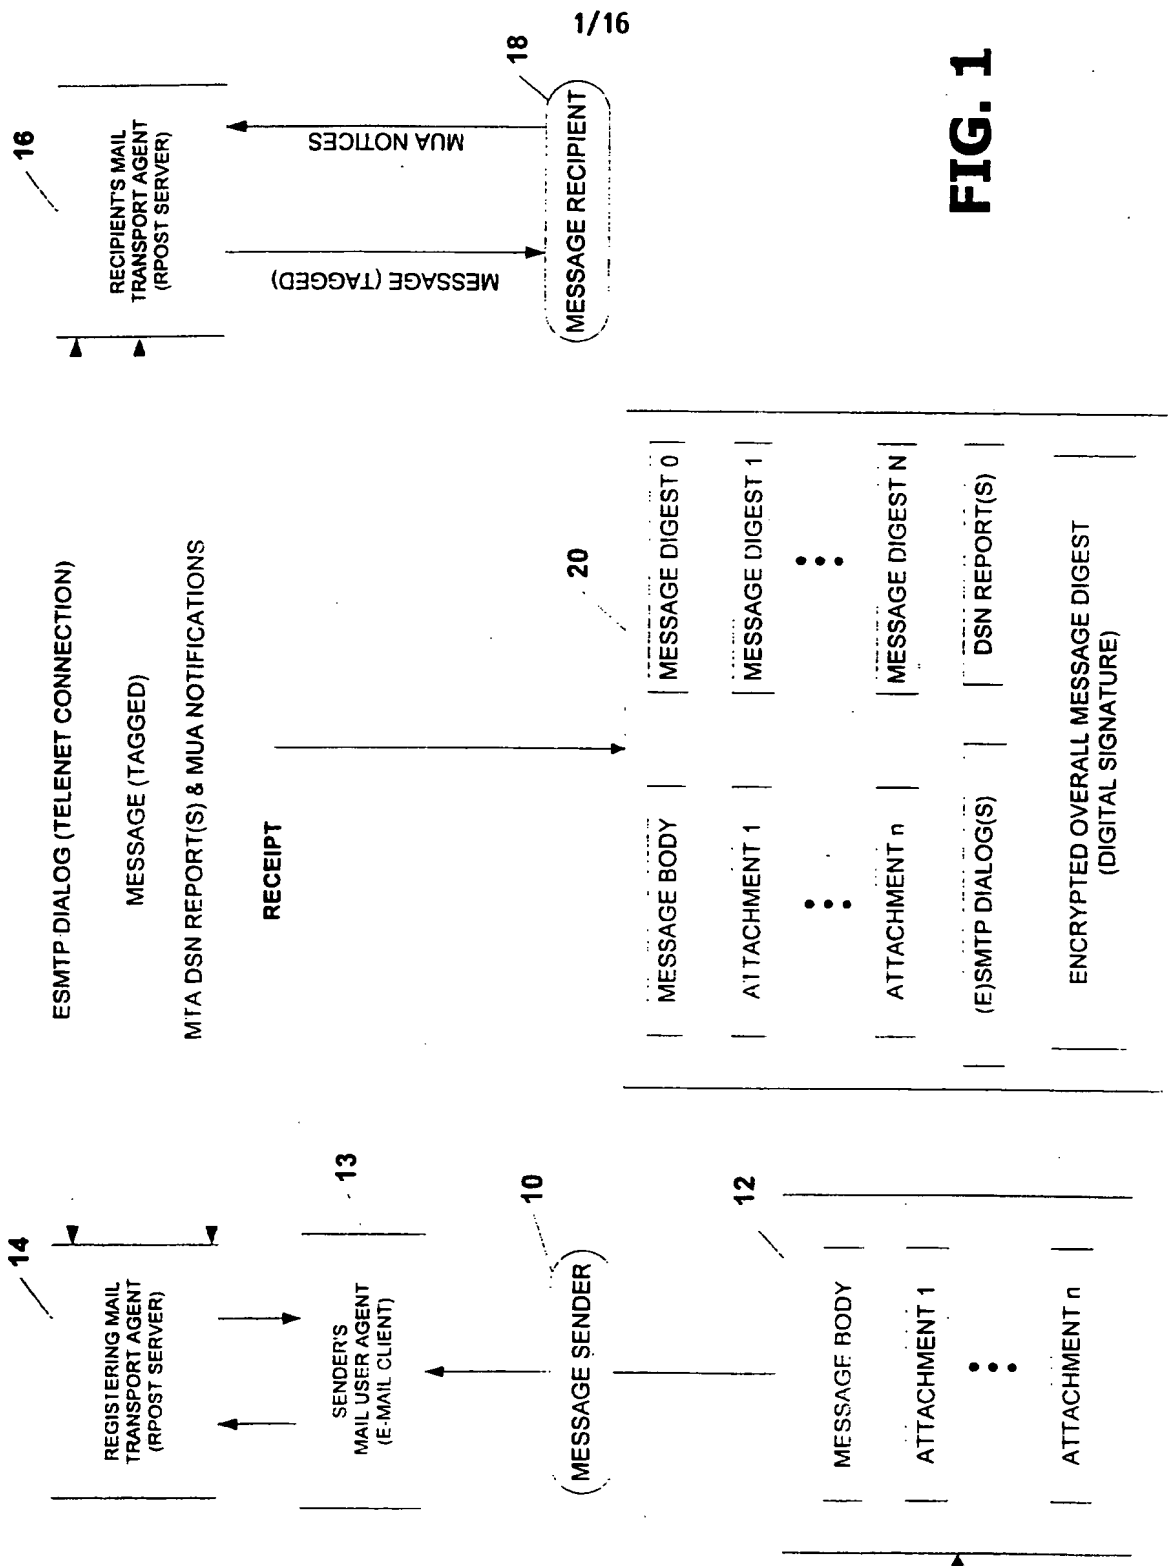 1/16
14
REGISTERING MAIL
TRANSPORT AGENT
(RPOST SERVER)
13
SENDER'S
MAIL USER AGENT
(E-MAIL CLIENT)
10
MESSAGE SENDER
12
MESSAGE BODY
ATTACHMENT 1
ATTACHMENT n
ESMTP DIALOG (TELENET CONNECTION)
MESSAGE (TAGGED)
MTA DSN REPORT(S) & MUA NOTIFICATIONS
RECEIPT
20
MESSAGE BODY
MESSAGE DIGEST 0
ATTACHMENT 1
MESSAGE DIGEST 1
ATTACHMENT n
MESSAGE DIGEST N
(E)SMTP DIALOG(S)
DSN REPORT(S)
ENCRYPTED OVERALL MESSAGE DIGEST
(DIGITAL SIGNATURE)
16
RECIPIENT'S MAIL
TRANSPORT AGENT
(RPOST SERVER)
MESSAGE (TAGGED)
MUA NOTICES
18
MESSAGE RECIPIENT
FIG. 1